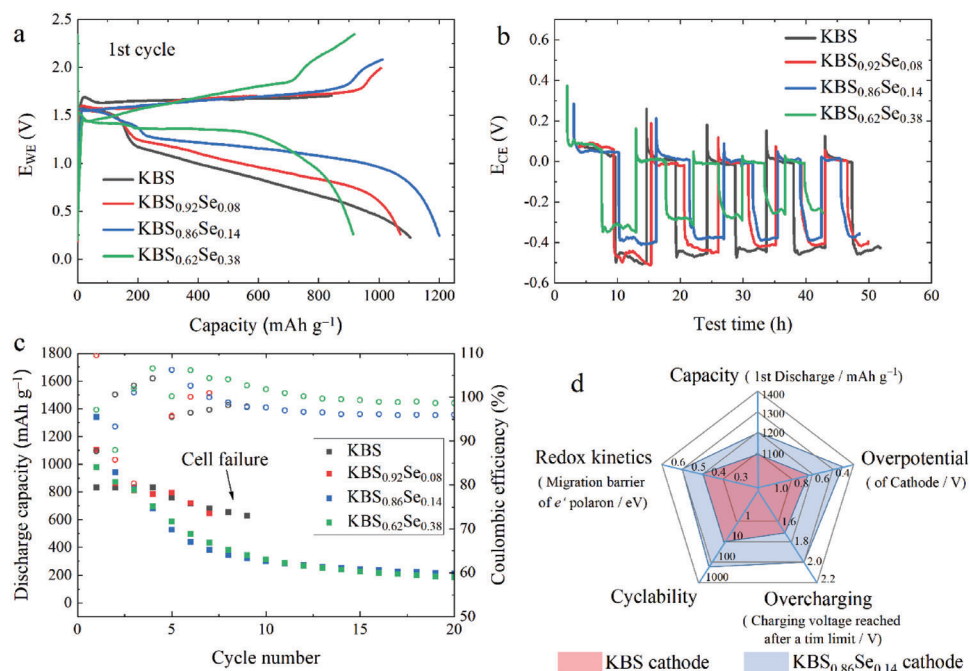 a
1st cycle
E_WE (V)
2.5
2.0
1.5
1.0
0.5
0.0
KBS
KBS0.92Se0.08
KBS0.86Se0.14
KBS0.62Se0.38
0 200 400 600 800 1000 1200
Capacity (mAh g⁻¹)
b
E_CE (V)
0.6
0.4
0.2
0.0
-0.2
-0.4
-0.6
KBS
KBS0.92Se0.08
KBS0.86Se0.14
KBS0.62Se0.38
0 10 20 30 40 50 60
Test time (h)
c
Discharge capacity (mAh g⁻¹)
1800
1600
1400
1200
1000
800
600
400
200
0
Cell failure
KBS
KBS0.92Se0.08
KBS0.86Se0.14
KBS0.62Se0.38
110
100
90
80
70
60
50
Coulombic efficiency (%)
0 5 10 15 20
Cycle number
d
Capacity ( 1st Discharge / mAh g⁻¹)
1400
1300
1200
1100
Redox kinetics
( Migration barrier
of e⁻ polaron / eV)
0.6 0.5 0.4 0.3
Overpotential
( of Cathode / V)
1.0 0.8 0.6 0.4
1
10
100
1000
Cyclability
1.6
1.8
2.0
2.2
Overcharging
( Charging voltage reached
after a tim limit / V)
KBS cathode
KBS0.86Se0.14 cathode